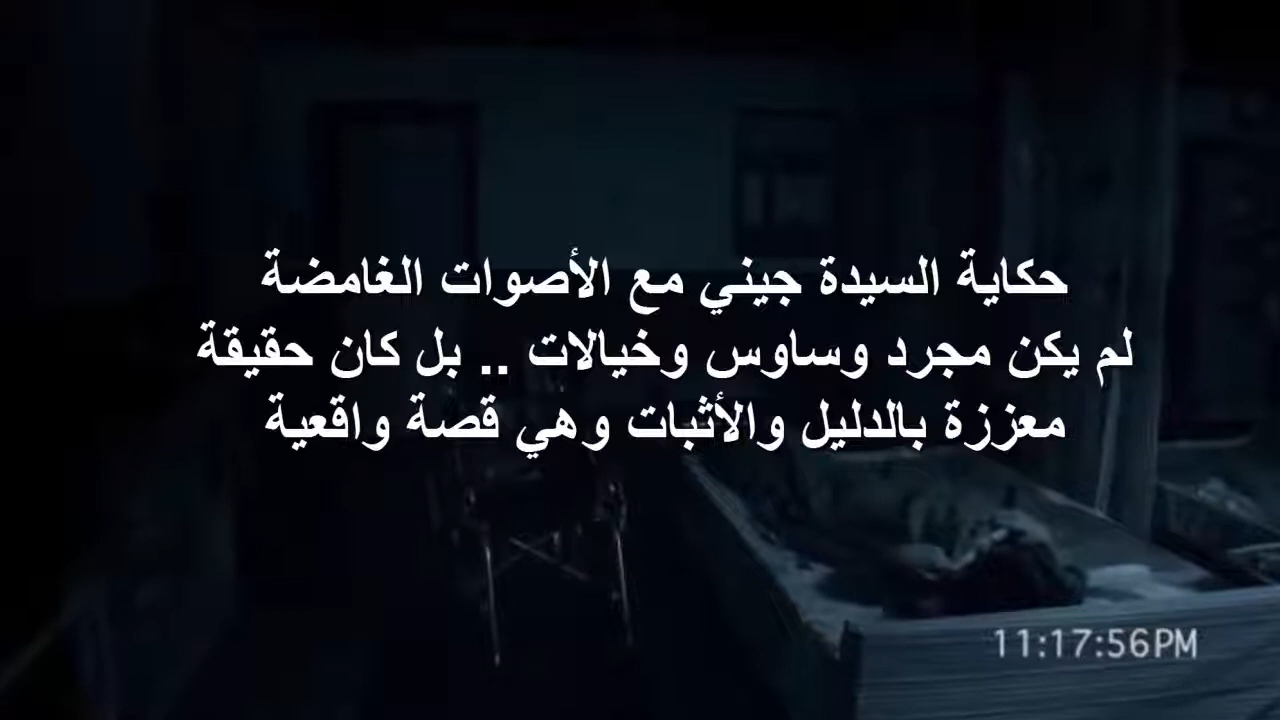 حكاية السيدة جيني مع الأصوات الغامضة
لم يكن مجرد وساوس وخيالات .. بل كان حقيقة
معززة بالدليل والأثبات وهي قصة واقعية
11:17:56PM